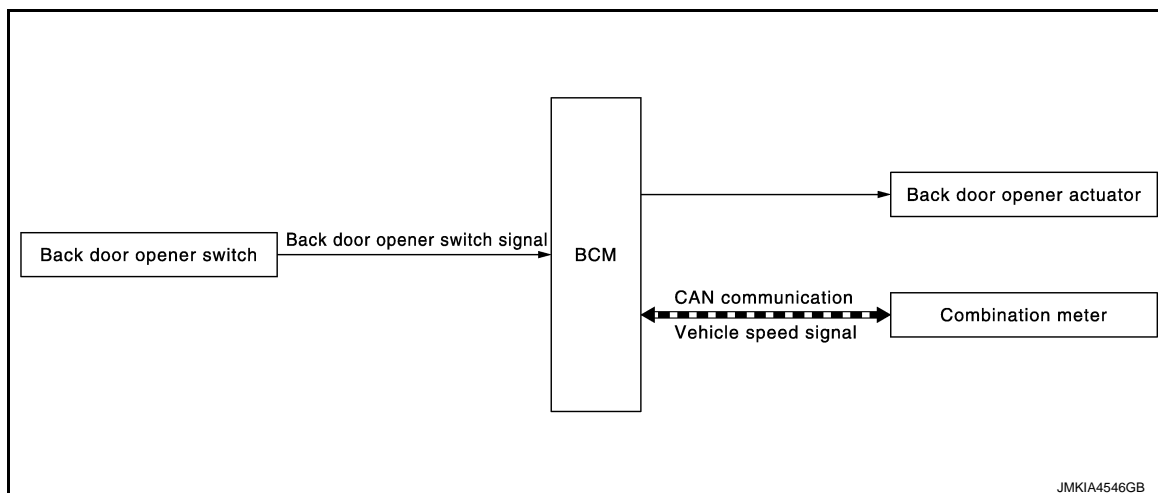 Back door opener switch
Back door opener switch signal
BCM
Back door opener actuator
CAN communication
Vehicle speed signal
Combination meter
JMKIA4546GB